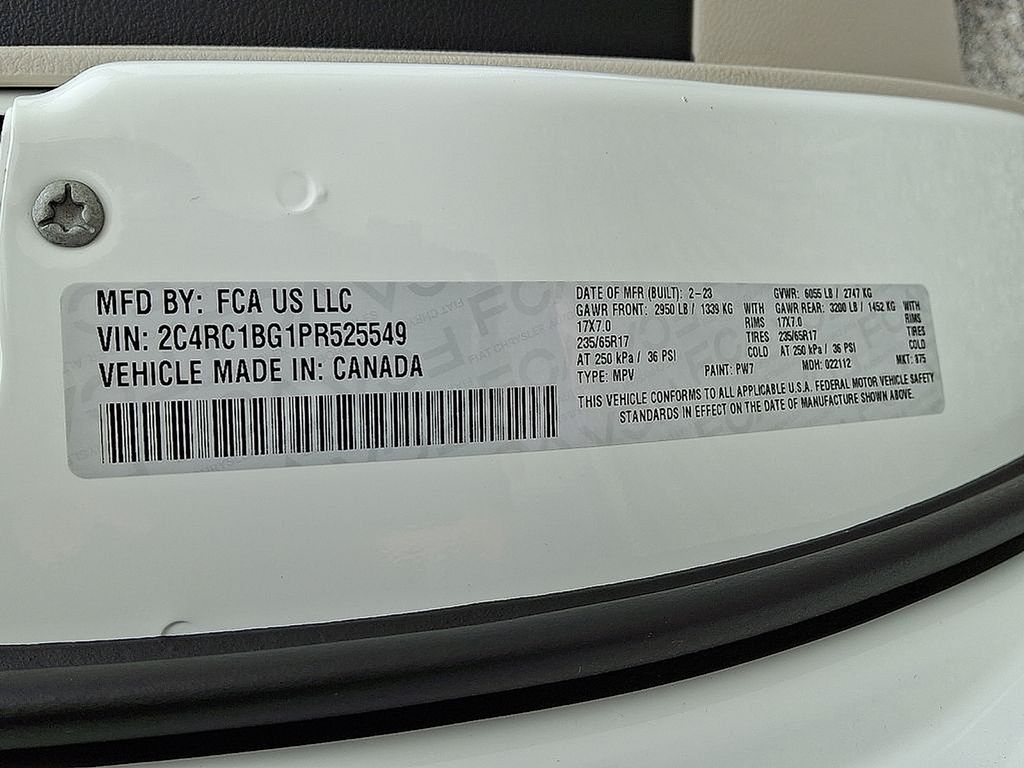 MFD BY: FCA US LLC
VIN: 2C4RC1BG1PR525549
VEHICLE MADE IN: CANADA
DATE OF MFR (BUILT): 2-23 GVWR: 6055 LB / 2747 KG
GAWR FRONT: 2950 LB / 1339 KG WITH GAWR REAR: 3200 LB / 1452 KG WITH
17X7.0 RIMS 17X7.0 RIMS
235/65R17 TIRES 235/65R17 TIRES
AT 250 kPa / 36 PSI COLD AT 250 kPa / 36 PSI COLD
TYPE: MPV PAINT: PW7 MDH: 022112 MKT: 875
THIS VEHICLE CONFORMS TO ALL APPLICABLE U.S.A. FEDERAL MOTOR VEHICLE SAFETY
STANDARDS IN EFFECT ON THE DATE OF MANUFACTURE SHOWN ABOVE.